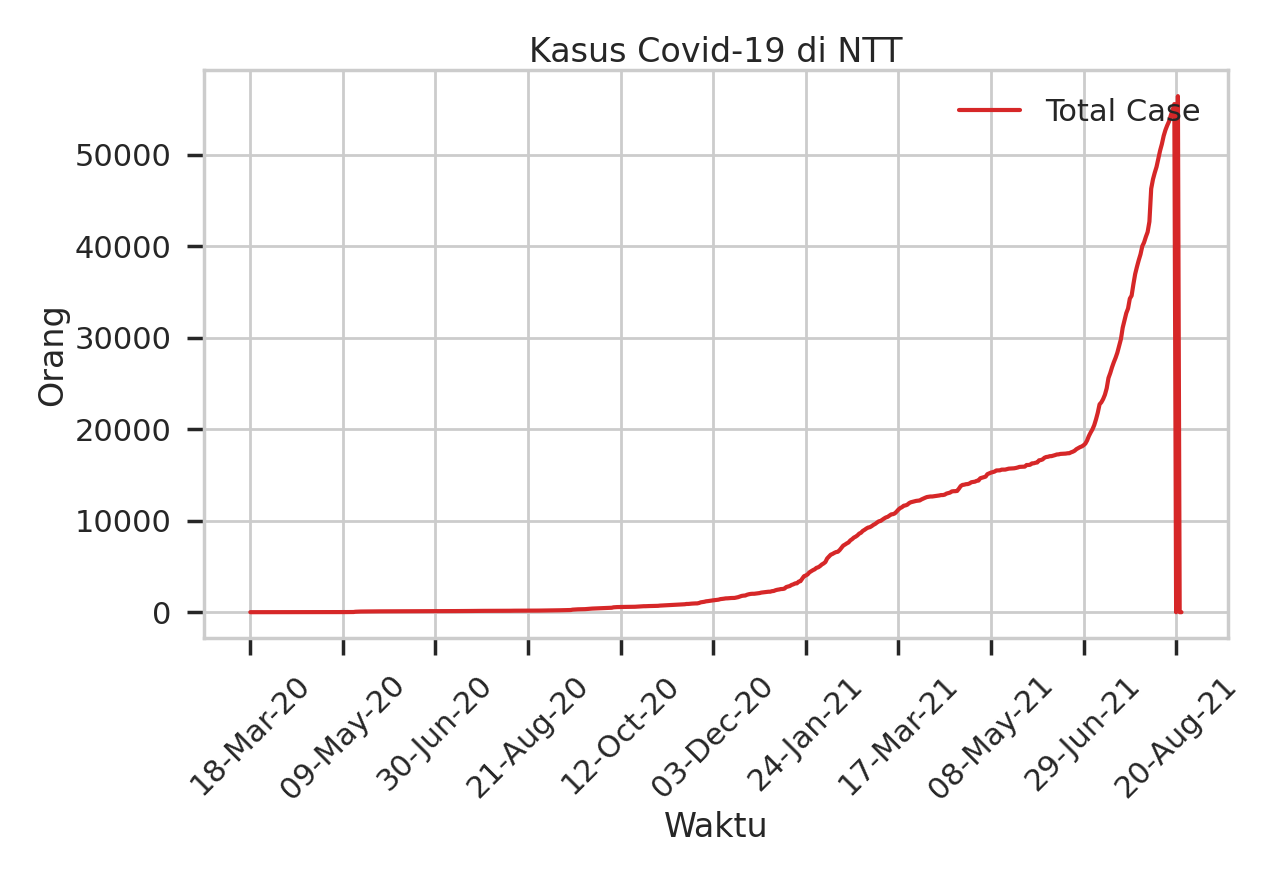 Kasus Covid-19 di NTT
Total Case
Orang
50000
40000
30000
20000
10000
0
18-Mar-20
09-May-20
30-Jun-20
21-Aug-20
12-Oct-20
03-Dec-20
24-Jan-21
17-Mar-21
08-May-21
29-Jun-21
20-Aug-21
Waktu